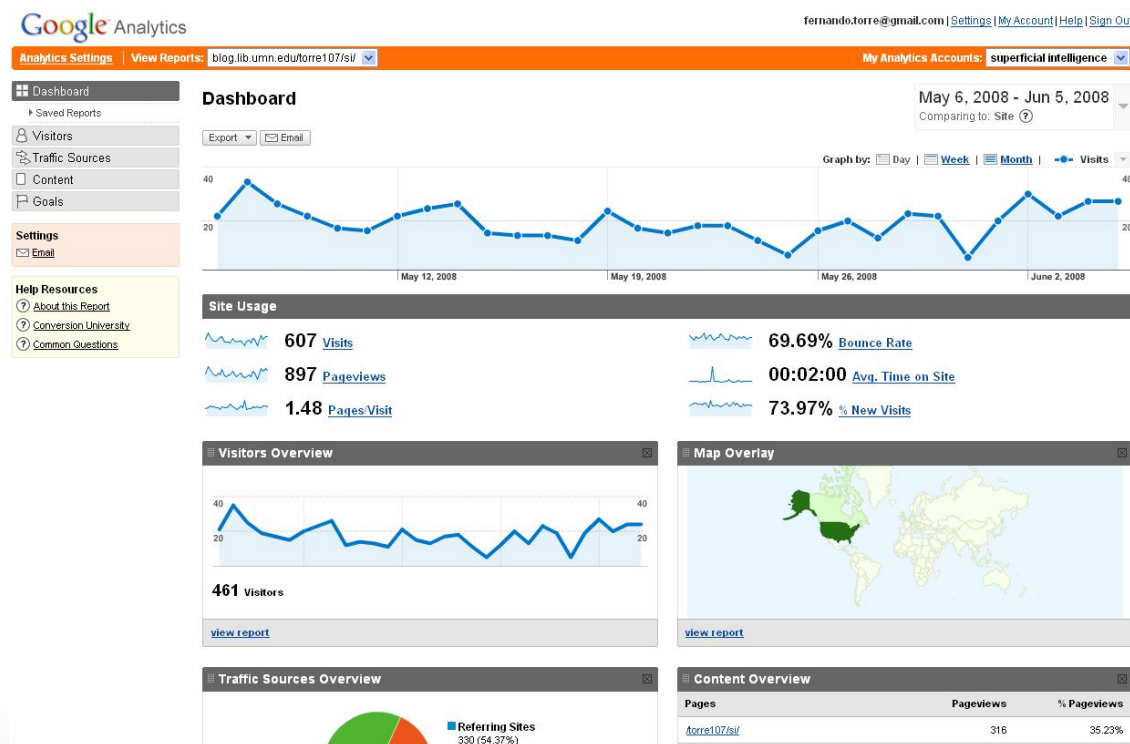 Google Analytics
fernando.torre@gmail.com | Settings | My Account | Help | Sign Ou
Analytics Settings | View Reports: blog.lib.umn.edu/torre107/si/
My Analytics Accounts: superficial intelligence
Dashboard
Saved Reports
Visitors
Traffic Sources
Content
Goals
Settings
Email
Help Resources
About this Report
Conversion University
Common Questions
Dashboard
May 6, 2008 - Jun 5, 2008
Comparing to: Site
Export Email
Graph by: Day | Week | Month | Visits
40 40
20 20
May 12, 2008 May 19, 2008 May 26, 2008 June 2, 2008
Site Usage
607 Visits
897 Pageviews
1.48 Pages/Visit
69.69% Bounce Rate
00:02:00 Avg. Time on Site
73.97% % New Visits
Visitors Overview
40 40
20 20
461 Visitors
view report
Map Overlay
view report
Traffic Sources Overview
Referring Sites
330 (54.37%)
Content Overview
Pages Pageviews % Pageviews
/torre107/si/ 316 35.23%